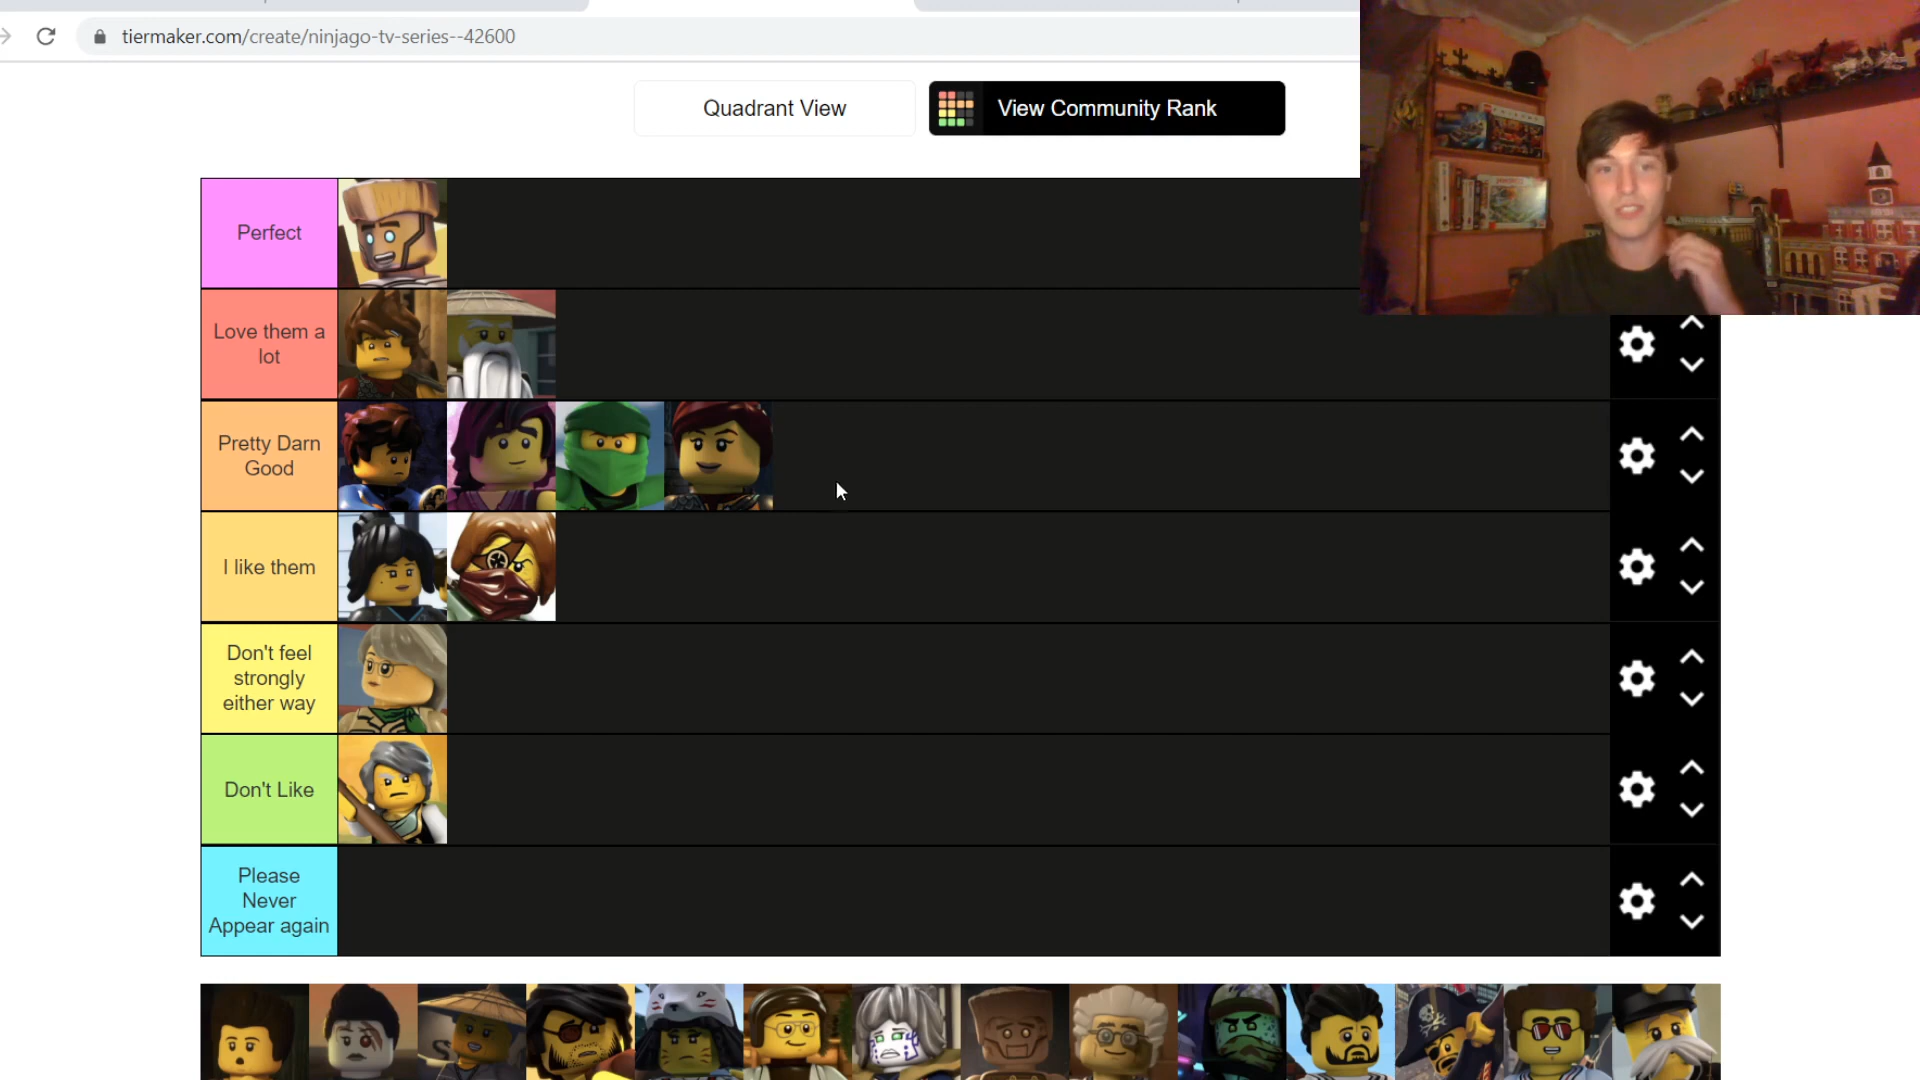 tiermaker.com/create/ninjago-tv-series--42600
Quadrant View
View Community Rank
Perfect
Love them a
lot
Pretty Darn
Good
I like them
Don't feel
strongly
either way
Don't Like
Please
Never
Appear again